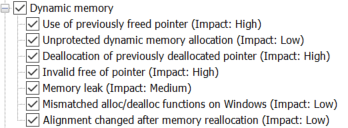 Dynamic memory
Use of previously freed pointer (Impact: High)
Unprotected dynamic memory allocation (Impact: Low)
Deallocation of previously deallocated pointer (Impact: High)
Invalid free of pointer (Impact: High)
Memory leak (Impact: Medium)
Mismatched alloc/dealloc functions on Windows (Impact: Low)
Alignment changed after memory reallocation (Impact: Low)